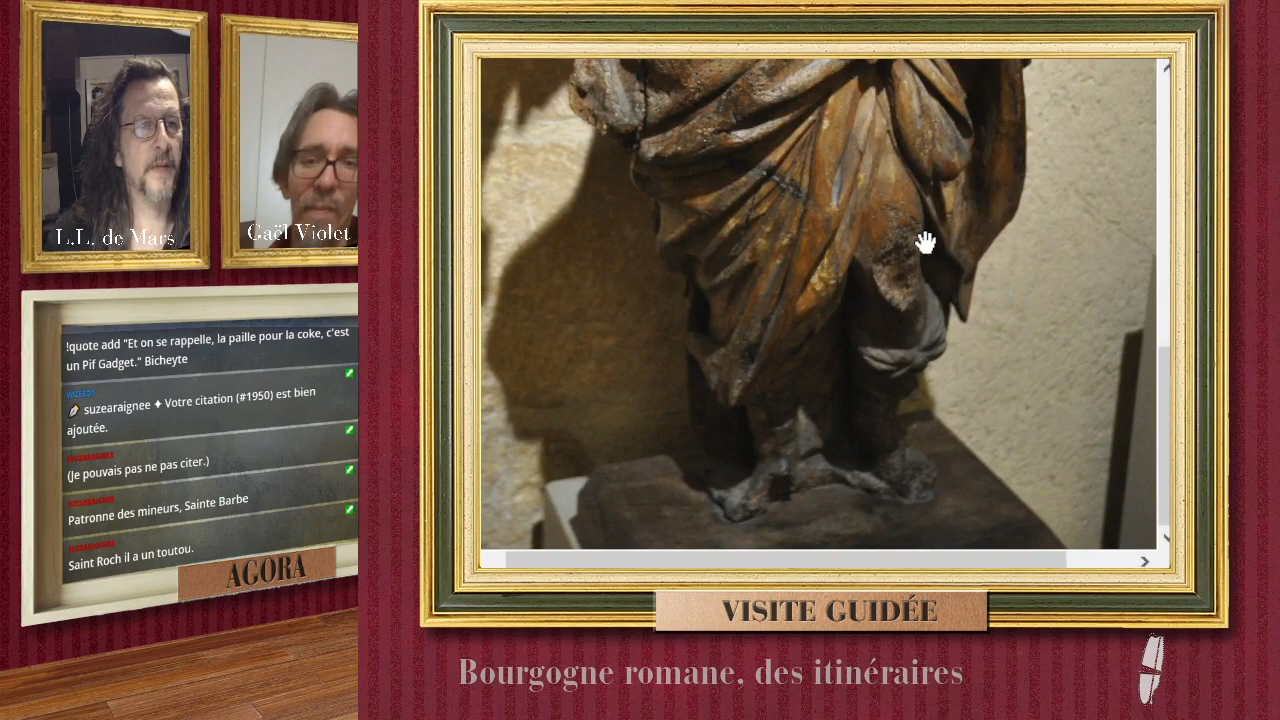 L.L. de Mars
Gaël Violet
!quote add "Et on se rappelle, la paille pour la coke, c'est
un Pif Gadget." Bicheyte
WIZEBOT
suzearaignee ✦ Votre citation (#1950) est bien
ajoutée.
(Je pouvais pas ne pas citer.)
Patronne des mineurs, Sainte Barbe
Saint Roch il a un toutou.
AGORA
VISITE GUIDÉE
Bourgogne romane, des itinéraires